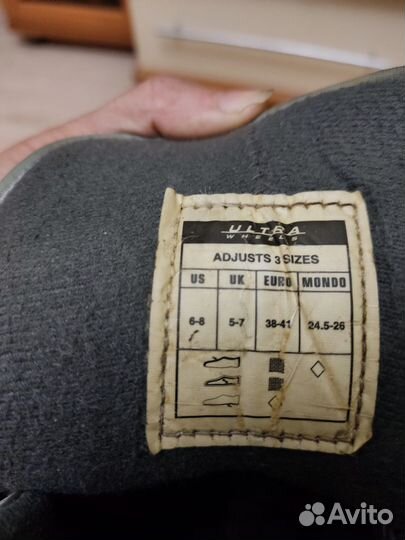 ULTRA
WHEELS
ADJUSTS 3 SIZES
US UK EURO MONDO
6-8 5-7 38-41 24.5-26
Avito